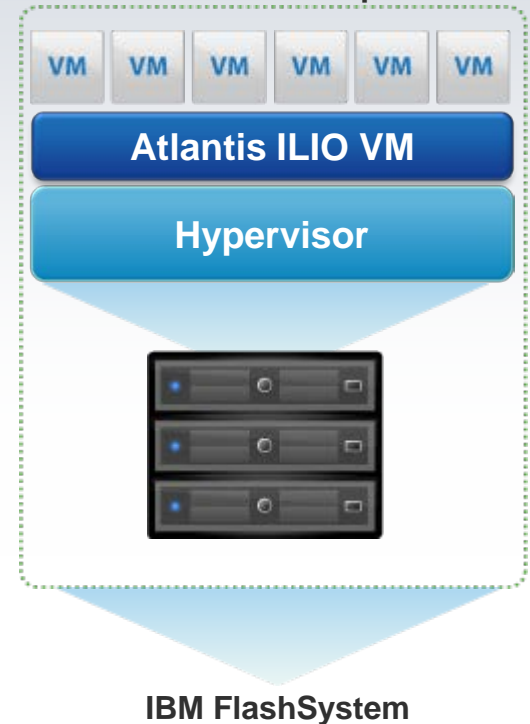 VM VM VM VM VM VM
Atlantis ILIO VM
Hypervisor
IBM FlashSystem